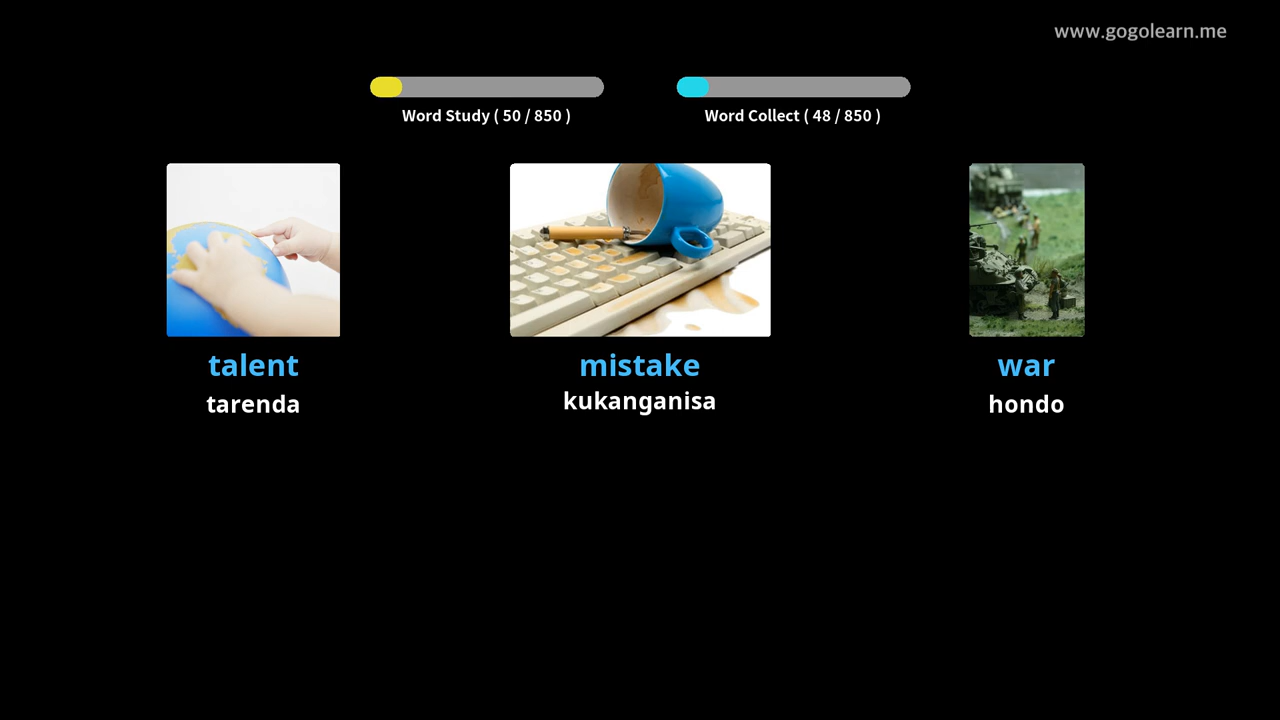 www.gogolearn.me
Word Study ( 50 / 850 )
Word Collect ( 48 / 850 )
talent
tarenda
mistake
kukanganisa
war
hondo